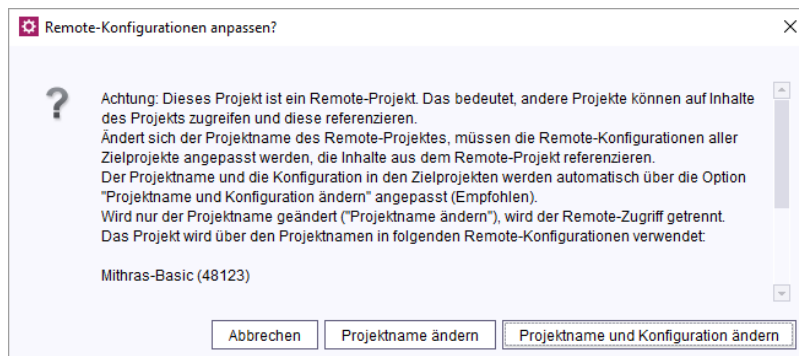 Remote-Konfigurationen anpassen?
?
Achtung: Dieses Projekt ist ein Remote-Projekt. Das bedeutet, andere Projekte können auf Inhalte
des Projekts zugreifen und diese referenzieren.
Ändert sich der Projektname des Remote-Projektes, müssen die Remote-Konfigurationen aller
Zielprojekte angepasst werden, die Inhalte aus dem Remote-Projekt referenzieren.
Der Projektname und die Konfiguration in den Zielprojekten werden automatisch über die Option
"Projektname und Konfiguration ändern" angepasst (Empfohlen).
Wird nur der Projektname geändert ("Projektname ändern"), wird der Remote-Zugriff getrennt.
Das Projekt wird über den Projektnamen in folgenden Remote-Konfigurationen verwendet:
Mithras-Basic (48123)
Abbrechen Projektname ändern Projektname und Konfiguration ändern